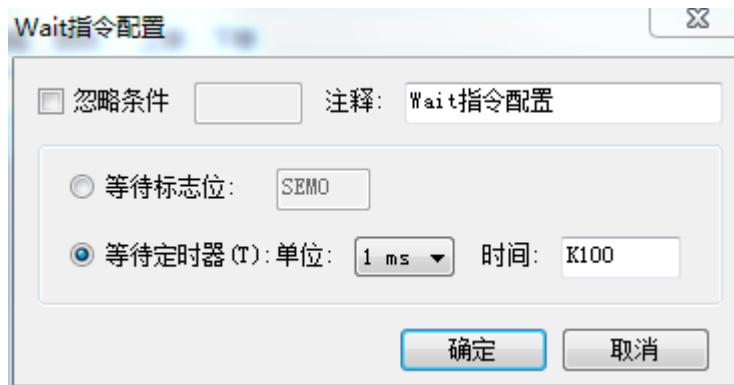 Wait指令配置
忽略条件 注释: Wait指令配置
等待标志位: SEM0
等待定时器(T):单位: 1 ms 时间: K100
确定 取消